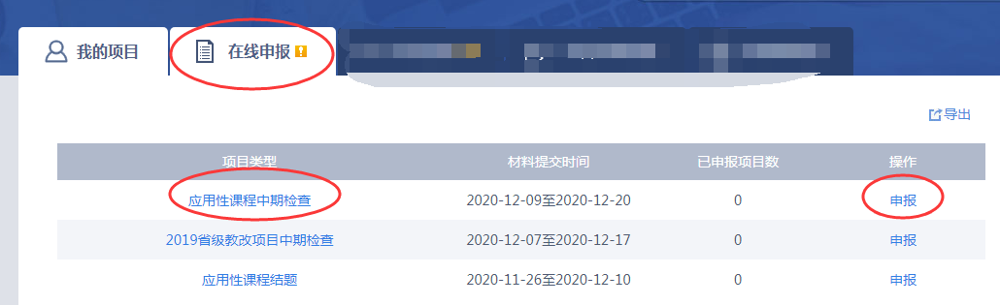 我的项目 在线申报
导出
项目类型 材料提交时间 已申报项目数 操作
应用性课程中期检查 2020-12-09至2020-12-20 0 申报
2019省级教改项目中期检查 2020-12-07至2020-12-17 0 申报
应用性课程结题 2020-11-26至2020-12-10 0 申报